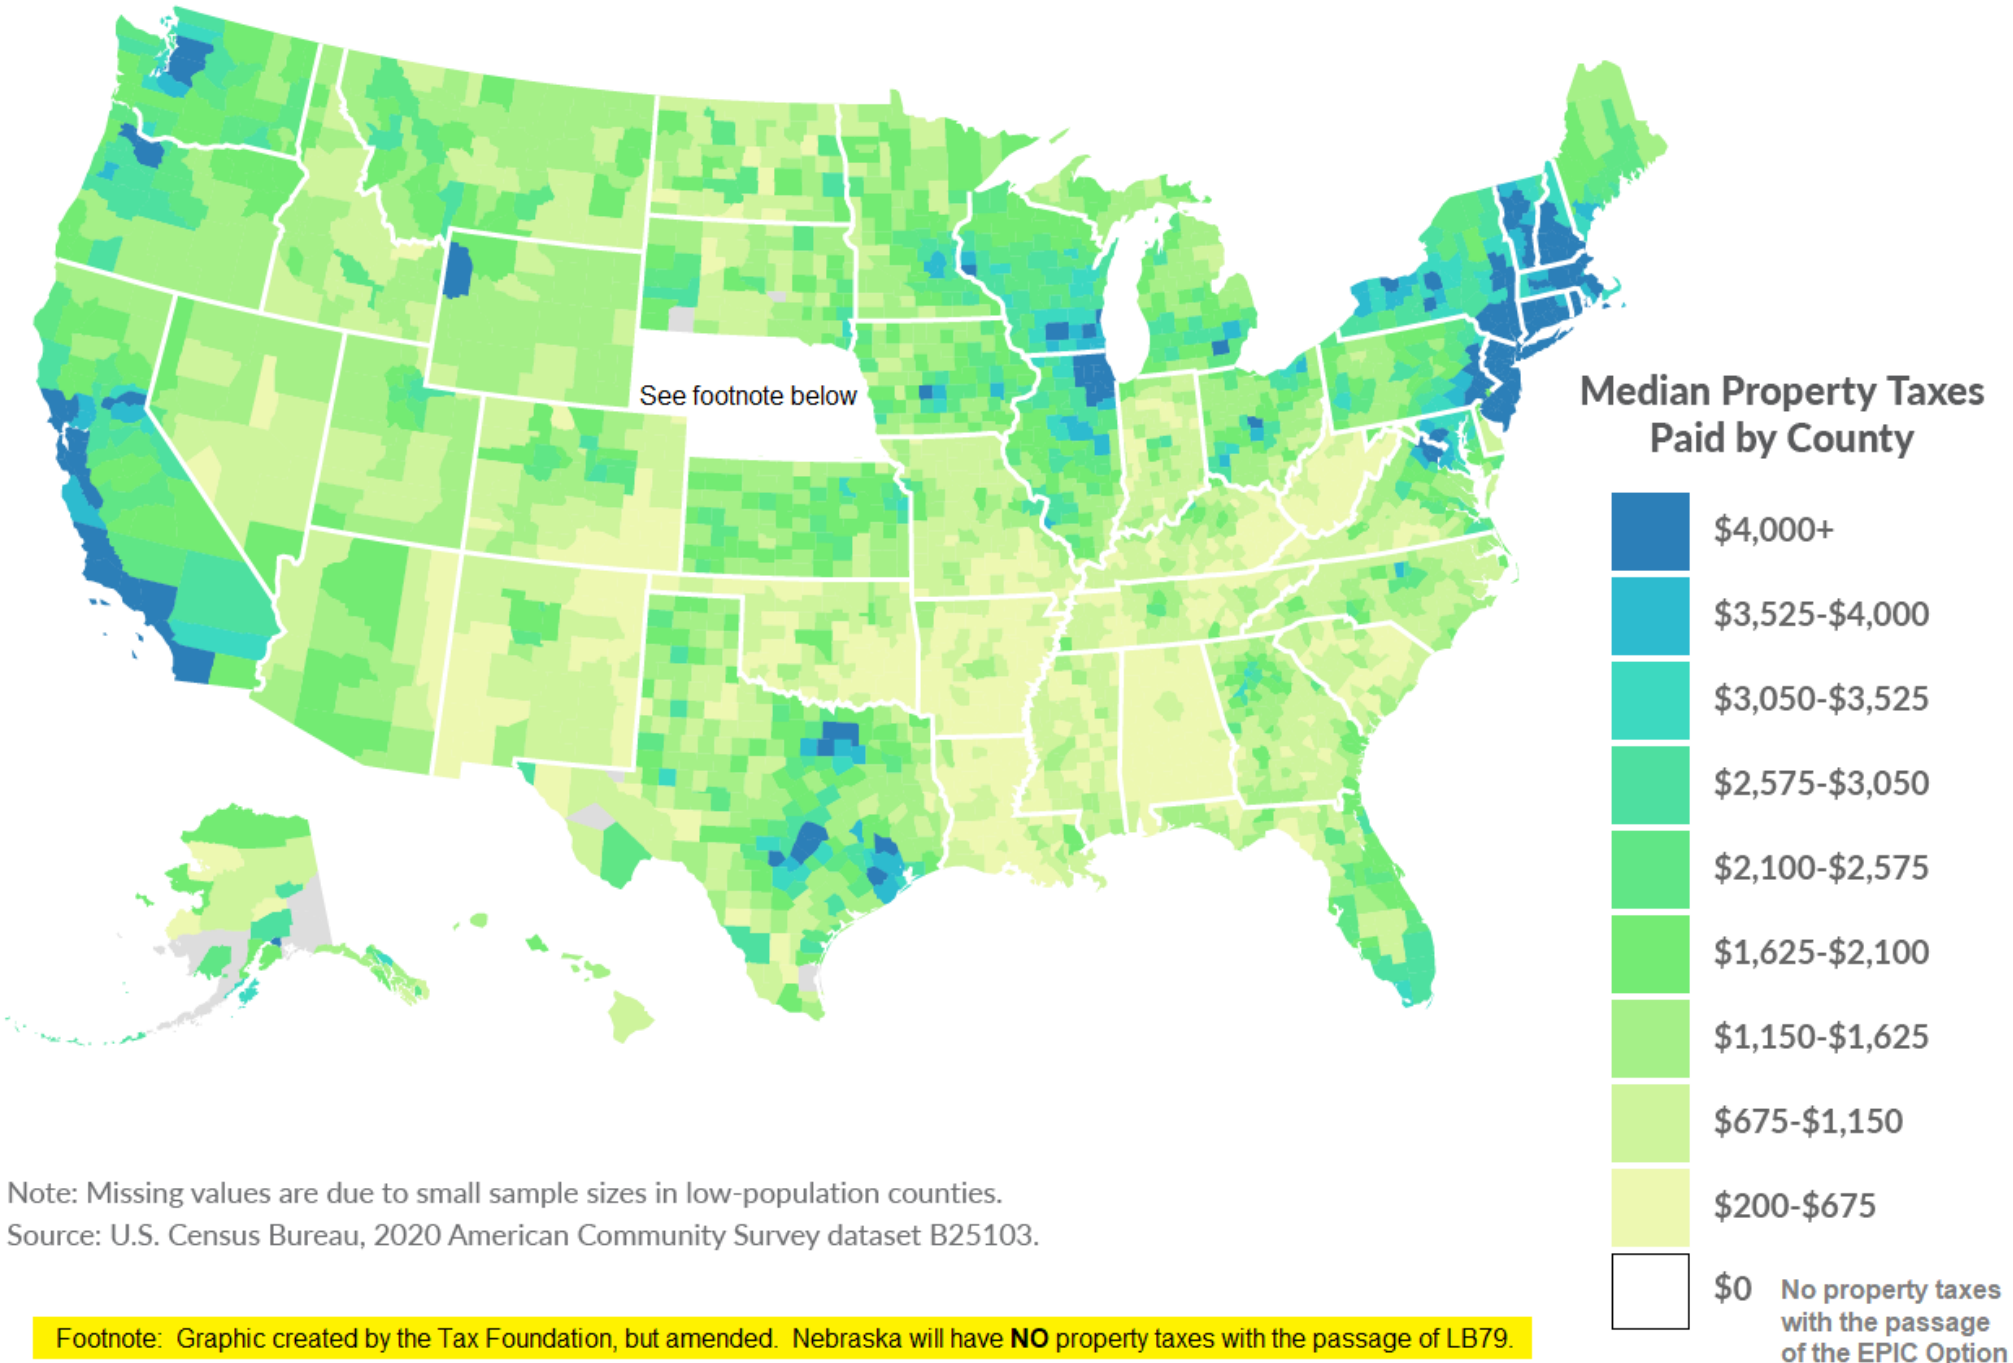 See footnote below
Median Property Taxes
Paid by County
$4,000+
$3,525-$4,000
$3,050-$3,525
$2,575-$3,050
$2,100-$2,575
$1,625-$2,100
$1,150-$1,625
$675-$1,150
$200-$675
$0 No property taxes
with the passage
of the EPIC Option
Note: Missing values are due to small sample sizes in low-population counties.
Source: U.S. Census Bureau, 2020 American Community Survey dataset B25103.
Footnote: Graphic created by the Tax Foundation, but amended. Nebraska will have NO property taxes with the passage of LB79.